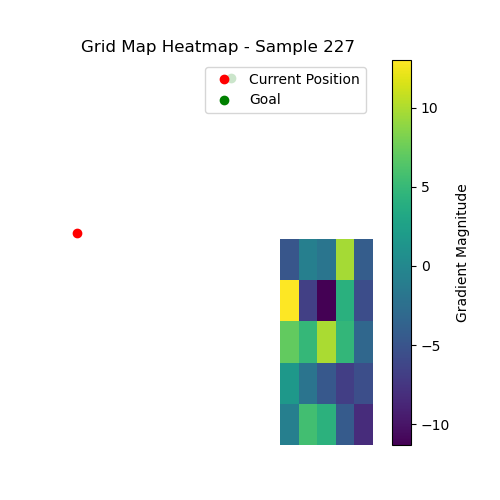 Grid Map Heatmap - Sample 227
Current Position
Goal
10
5
0
−5
−10
Gradient Magnitude